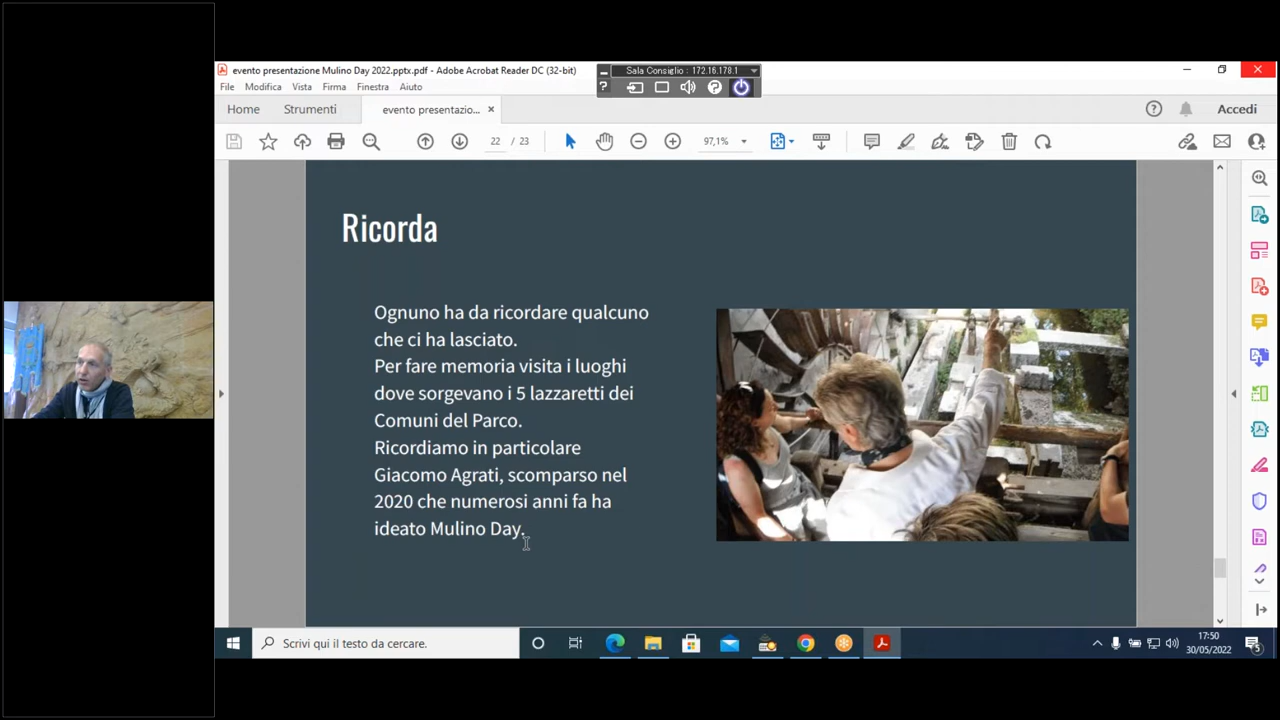 evento presentazione Mulino Day 2022.pptx.pdf - Adobe Acrobat Reader DC (32-bit)
Sala Consiglio : 172.16.178.1
File Modifica Vista Firma Finestra Aiuto
Home Strumenti evento presentazio... Accedi
22 / 23 97,1%
Ricorda
Ognuno ha da ricordare qualcuno
che ci ha lasciato.
Per fare memoria visita i luoghi
dove sorgevano i 5 lazzaretti dei
Comuni del Parco.
Ricordiamo in particolare
Giacomo Agrati, scomparso nel
2020 che numerosi anni fa ha
ideato Mulino Day.
Scrivi qui il testo da cercare.
17:50
30/05/2022
5